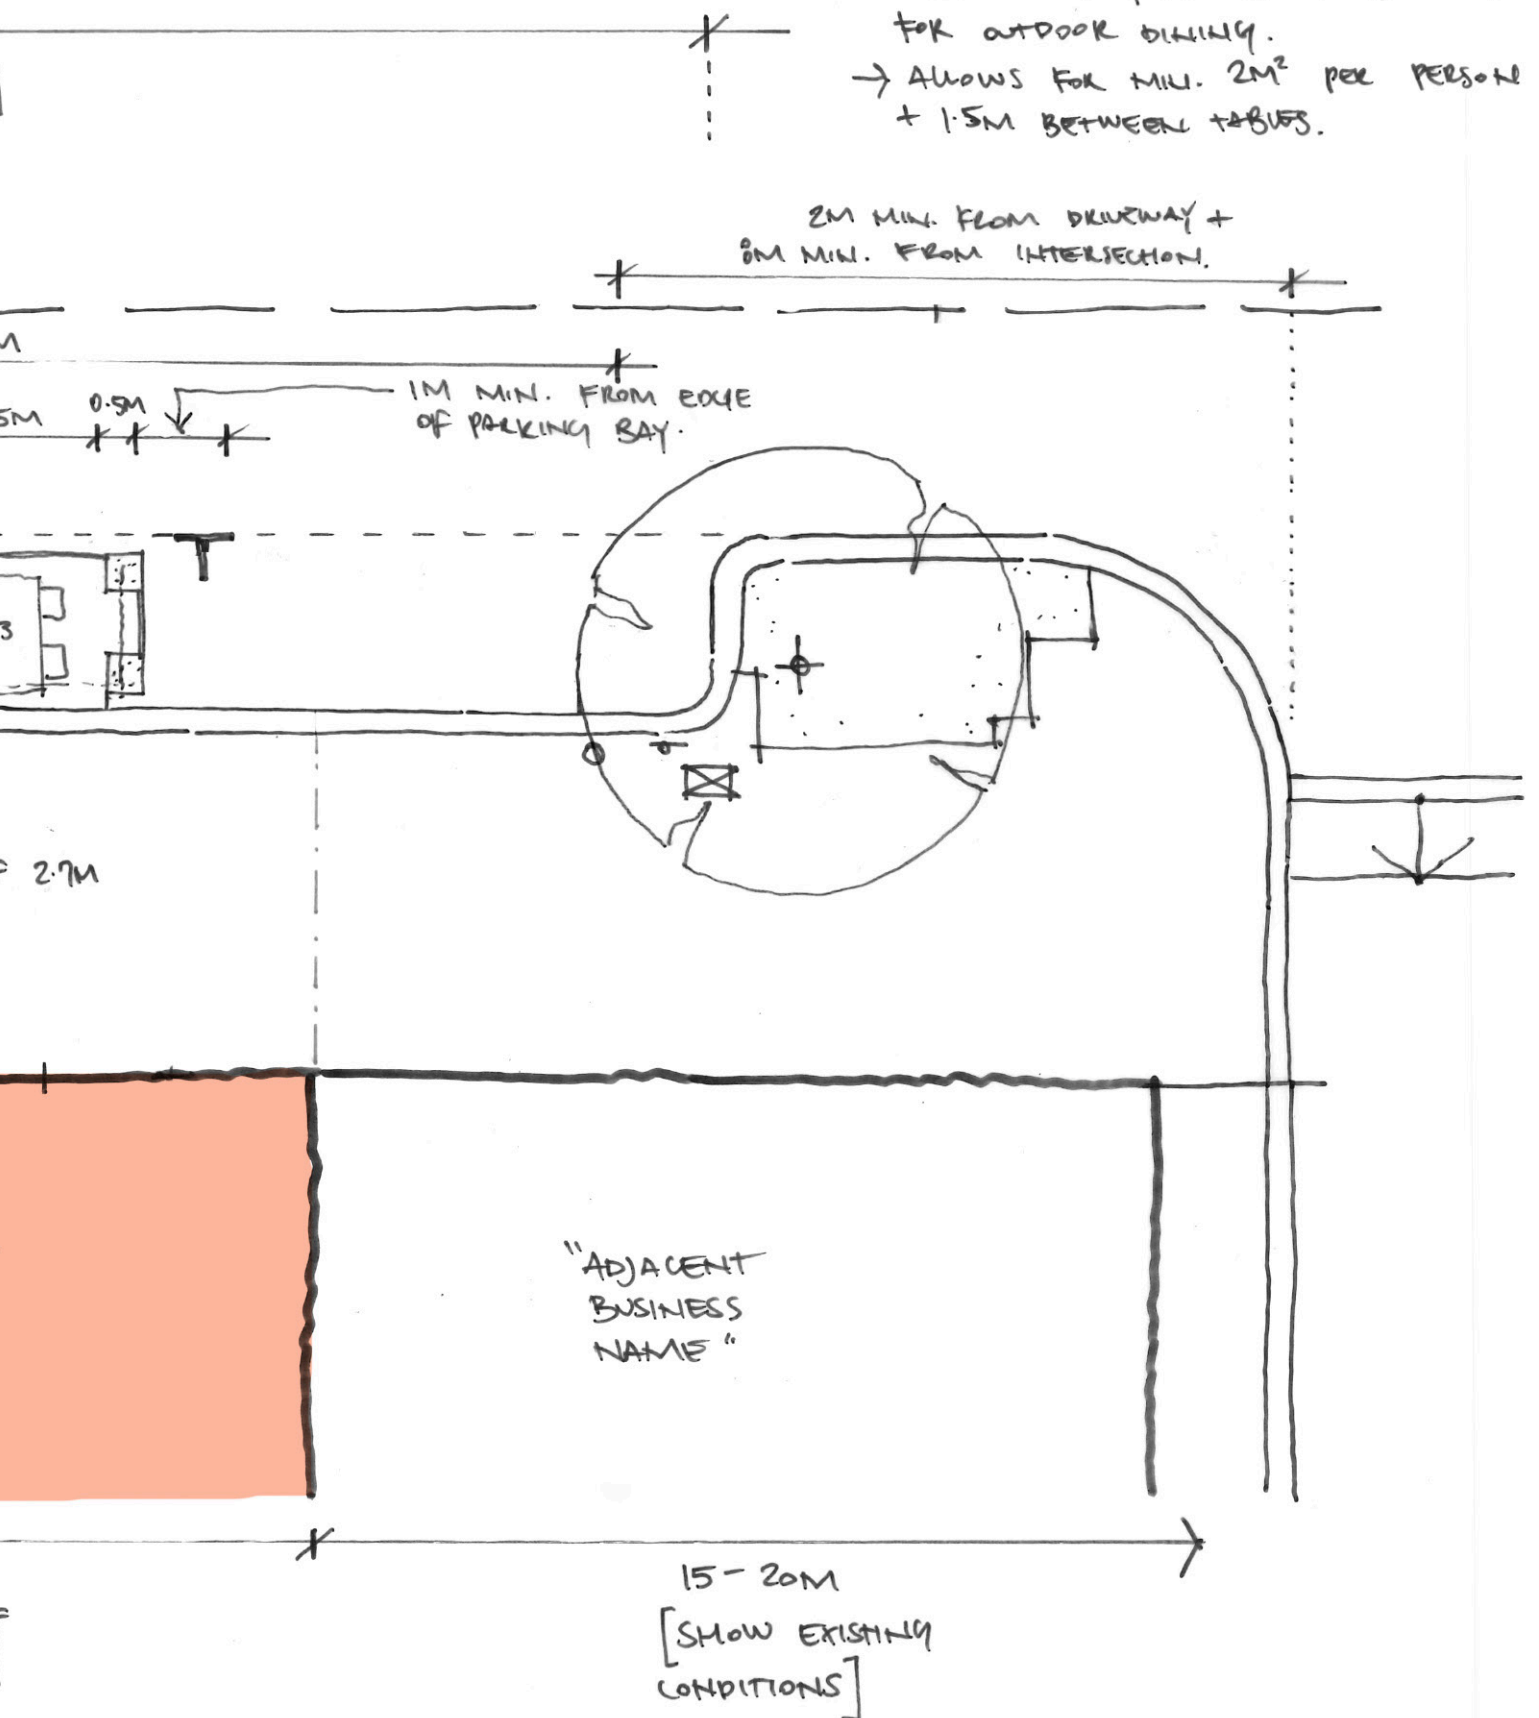 FOR OUTDOOR DINING.
→ ALLOWS FOR MIN. 2M² PER PERSON
+ 1.5M BETWEEN TABLES.
2M MIN. FROM DRIVEWAY +
8M MIN. FROM INTERSECTION.
M
1M MIN. FROM EDGE
OF PARKING BAY.
5M
0.5M
3
= 2.7M
"ADJACENT
BUSINESS
NAME"
15-20M
[SHOW EXISTING
CONDITIONS]